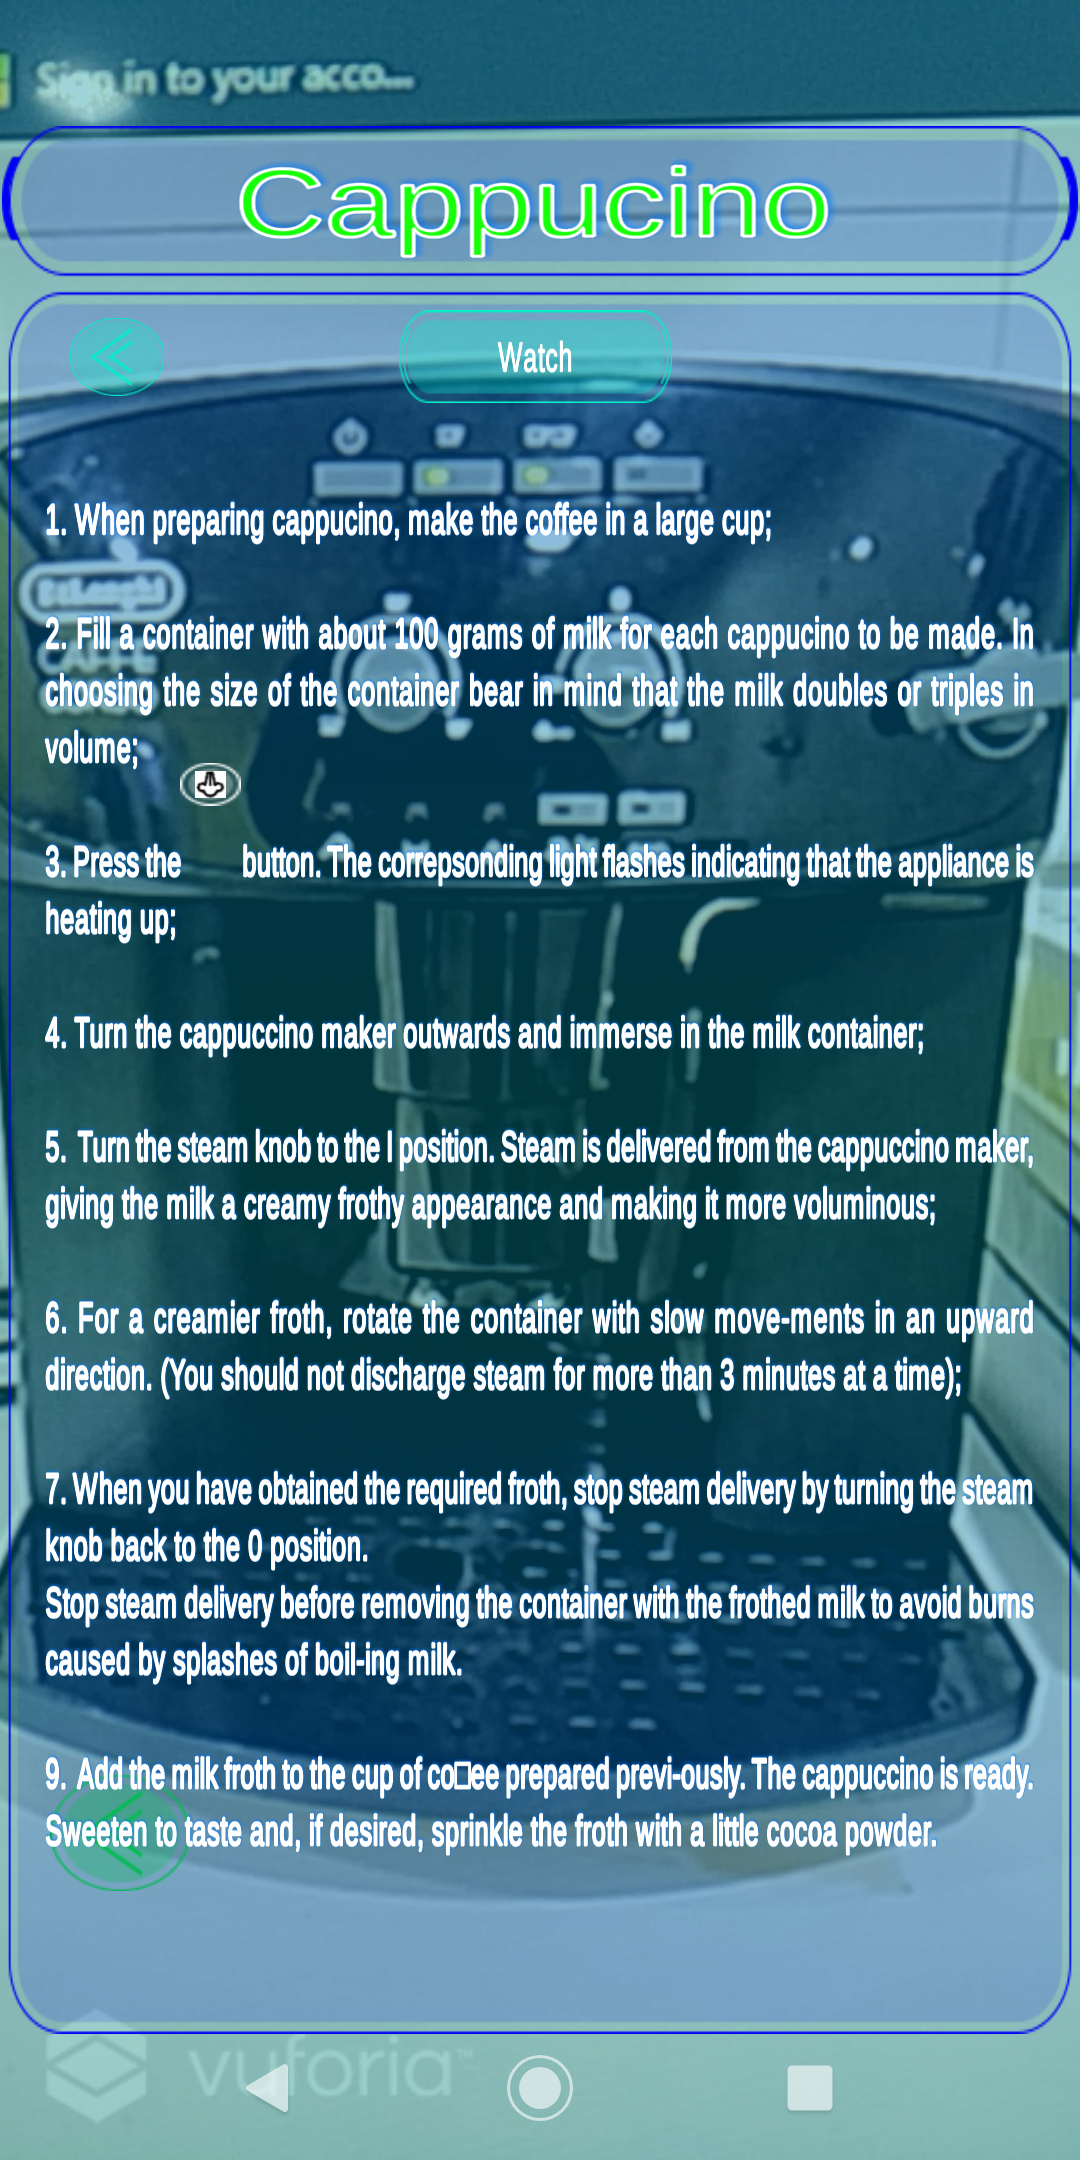 Sign in to your acco...
Cappucino
Watch
DeLonghi
1. When preparing cappucino, make the coffee in a large cup;
2. Fill a container with about 100 grams of milk for each cappucino to be made. In
choosing the size of the container bear in mind that the milk doubles or triples in
volume;
3. Press the button. The correpsonding light flashes indicating that the appliance is
heating up;
4. Turn the cappuccino maker outwards and immerse in the milk container;
5. Turn the steam knob to the I position. Steam is delivered from the cappuccino maker,
giving the milk a creamy frothy appearance and making it more voluminous;
6. For a creamier froth, rotate the container with slow move-ments in an upward
direction. (You should not discharge steam for more than 3 minutes at a time);
7. When you have obtained the required froth, stop steam delivery by turning the steam
knob back to the 0 position.
Stop steam delivery before removing the container with the frothed milk to avoid burns
caused by splashes of boil-ing milk.
9. Add the milk froth to the cup of co□ee prepared previ-ously. The cappuccino is ready.
Sweeten to taste and, if desired, sprinkle the froth with a little cocoa powder.
vuforia™